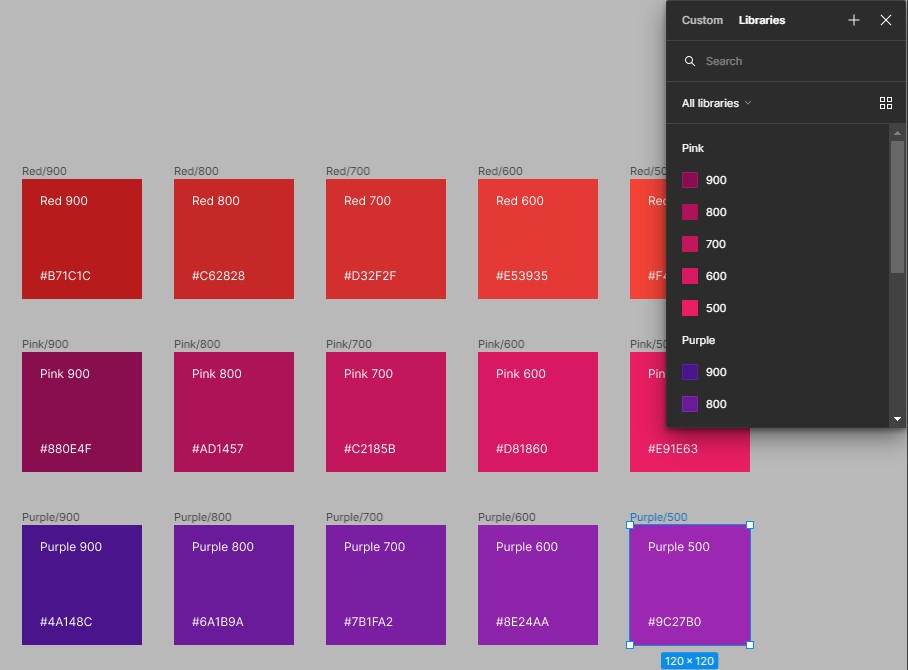 Custom Libraries
Search
All libraries
Pink
900
800
700
600
500
Purple
900
800
Red/900 Red/800 Red/700 Red/600 Red/50
Red 900 Red 800 Red 700 Red 600 Red
#B71C1C #C62828 #D32F2F #E53935 #F4
Pink/900 Pink/800 Pink/700 Pink/600 Pink/50
Pink 900 Pink 800 Pink 700 Pink 600 Pin
#880E4F #AD1457 #C2185B #D81860 #E91E63
Purple/900 Purple/800 Purple/700 Purple/600 Purple/500
Purple 900 Purple 800 Purple 700 Purple 600 Purple 500
#4A148C #6A1B9A #7B1FA2 #8E24AA #9C27B0
120 × 120